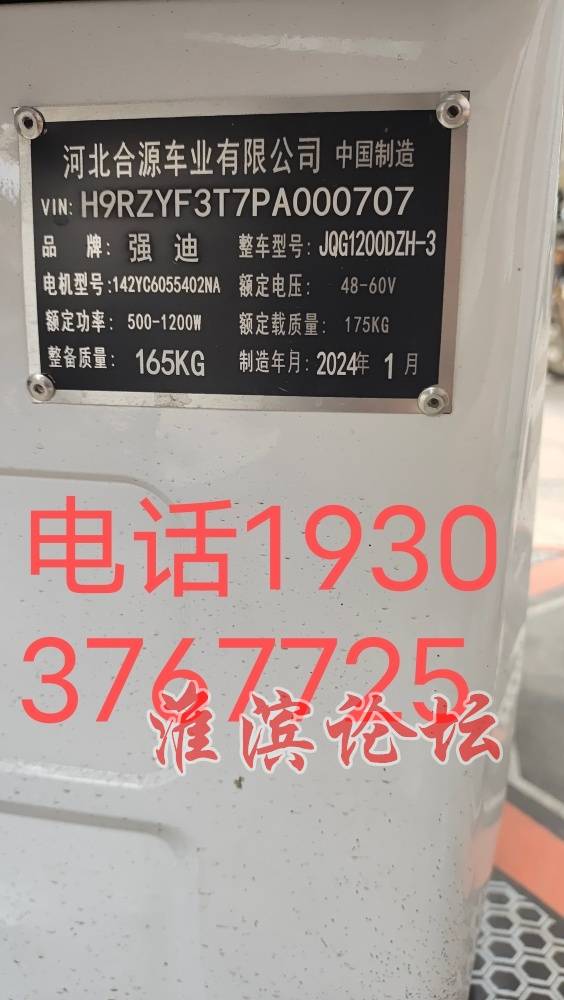 河北合源车业有限公司 中国制造
VIN: H9RZYF3T7PA000707
品 牌: 强 迪 整车型号: JQG1200DZH-3
电机型号: 142YC6055402NA 额定电压: 48-60V
额定功率: 500-1200W 额定载质量: 175KG
整备质量: 165KG 制造年月: 2024年 1月
电话1930
3767725
淮滨论坛